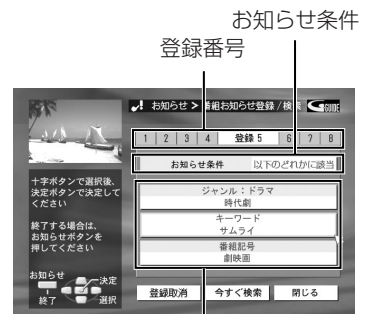 お知らせ条件
登録番号
お知らせ > 番組お知らせ登録/検索 GGUIDE
1 2 3 4 登録 5 6 7 8
お知らせ条件 以下のどれかに該当
ジャンル：ドラマ
時代劇
キーワード
サムライ
番組記号
劇映画
登録取消 今すぐ検索 閉じる
十字ボタンで選択後、
決定ボタンで決定して
ください
終了する場合は、
お知らせボタンを
押してください
お知らせ
決定
終了 選択